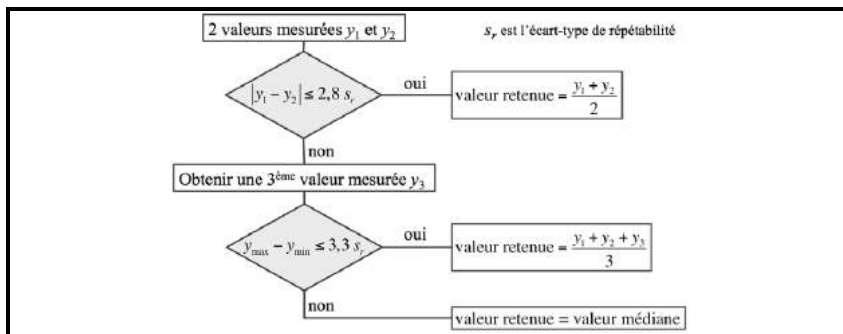 2 valeurs mesurées y₁ et y₂
sᵣ est l'écart-type de répétabilité
|y₁ − y₂| ≤ 2,8 sᵣ
oui
valeur retenue = (y₁ + y₂)/2
non
Obtenir une 3ème valeur mesurée y₃
y_max − y_min ≤ 3,3 sᵣ
oui
valeur retenue = (y₁ + y₂ + y₃)/3
non
valeur retenue = valeur médiane